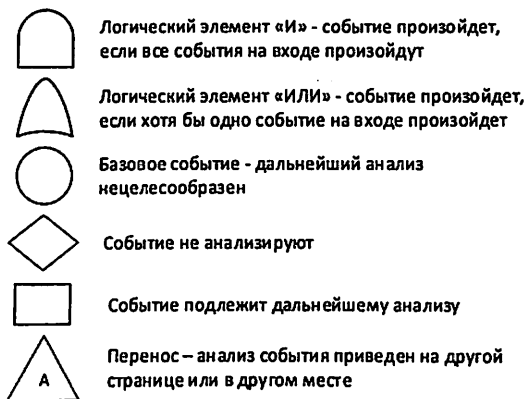 Логический элемент «И» - событие произойдет,
если все события на входе произойдут
Логический элемент «ИЛИ» - событие произойдет,
если хотя бы одно событие на входе произойдет
Базовое событие - дальнейший анализ
нецелесообразен
Событие не анализируют
Событие подлежит дальнейшему анализу
Перенос – анализ события приведен на другой
странице или в другом месте
А